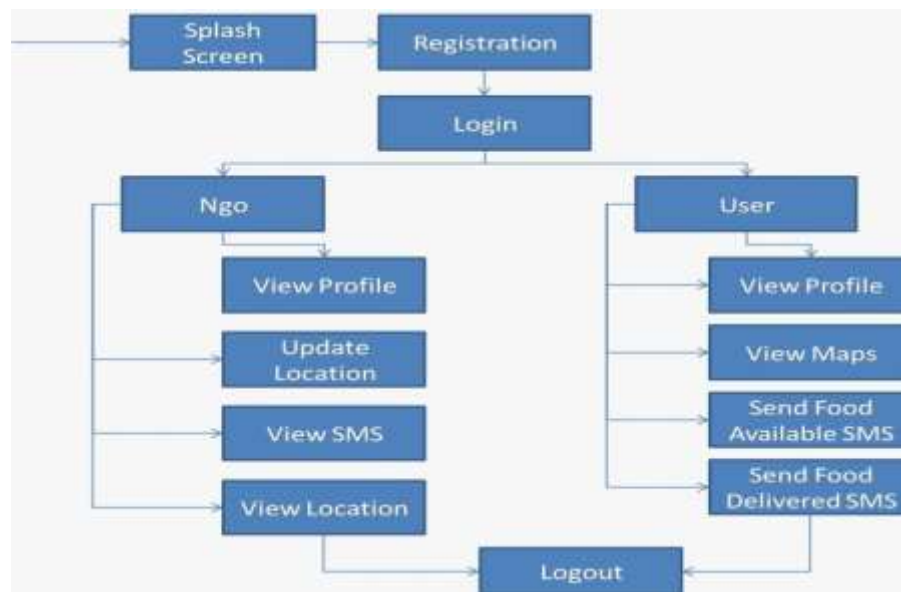 Splash
Screen
Registration
Login
Ngo
User
View Profile
View Profile
Update
Location
View Maps
View SMS
Send Food
Available SMS
View Location
Send Food
Delivered SMS
Logout